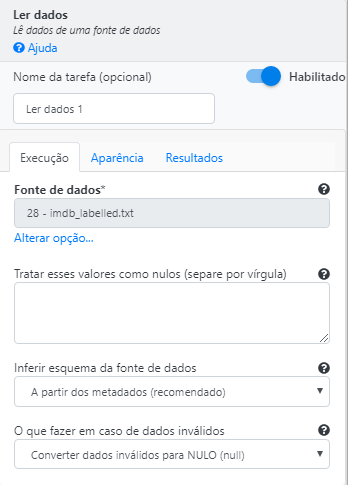 Ler dados
Lê dados de uma fonte de dados
Ajuda
Nome da tarefa (opcional)
Habilitado
Ler dados 1
Execução
Aparência
Resultados
Fonte de dados*
28 - imdb_labelled.txt
Alterar opção...
Tratar esses valores como nulos (separe por vírgula)
Inferir esquema da fonte de dados
A partir dos metadados (recomendado)
O que fazer em caso de dados inválidos
Converter dados inválidos para NULO (null)